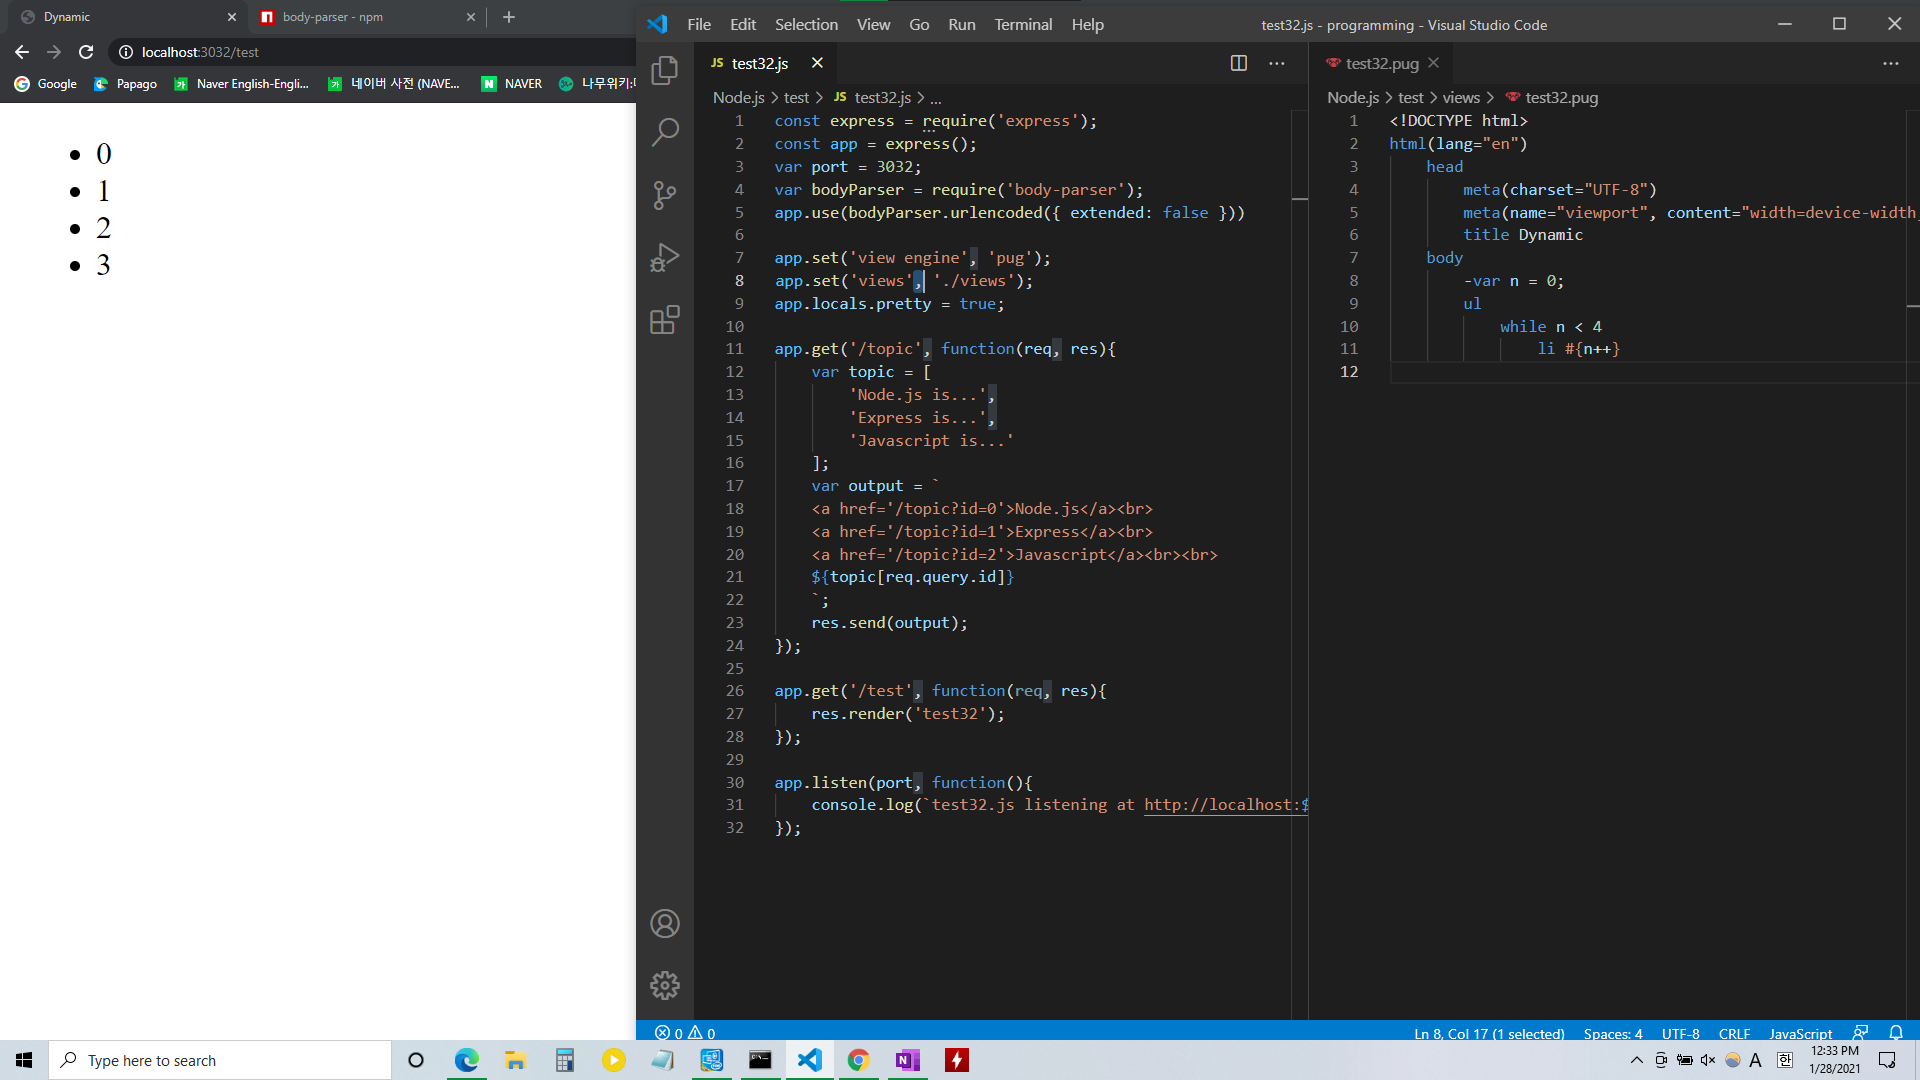 Dynamic
body-parser - npm
localhost:3032/test
Google
Papago
Naver English-Engli...
네이버 사전 (NAVE...
NAVER
0
1
2
3
File Edit Selection View Go Run Terminal Help
test32.js - programming - Visual Studio Code
JS test32.js
Node.js > test > JS test32.js > ...
1 const express = require('express');
2 const app = express();
3 var port = 3032;
4 var bodyParser = require('body-parser');
5 app.use(bodyParser.urlencoded({ extended: false }))
6
7 app.set('view engine', 'pug');
8 app.set('views', './views');
9 app.locals.pretty = true;
10
11 app.get('/topic', function(req, res){
12 var topic = [
13 'Node.js is...',
14 'Express is...',
15 'Javascript is...'
16 ];
17 var output = `
18 <a href='/topic?id=0'>Node.js</a><br>
19 <a href='/topic?id=1'>Express</a><br>
20 <a href='/topic?id=2'>Javascript</a><br><br>
21 ${topic[req.query.id]}
22 `;
23 res.send(output);
24 });
25
26 app.get('/test', function(req, res){
27 res.render('test32');
28 });
29
30 app.listen(port, function(){
31 console.log(`test32.js listening at http://localhost:$
32 });
test32.pug
Node.js > test > views > test32.pug
1 <!DOCTYPE html>
2 html(lang="en")
3 head
4 meta(charset="UTF-8")
5 meta(name="viewport", content="width=device-width,
6 title Dynamic
7 body
8 -var n = 0;
9 ul
10 while n < 4
11 li #{n++}
12
0 0
Ln 8, Col 17 (1 selected) Spaces: 4 UTF-8 CRLF JavaScript
Type here to search
N
A
한
12:33 PM
1/28/2021